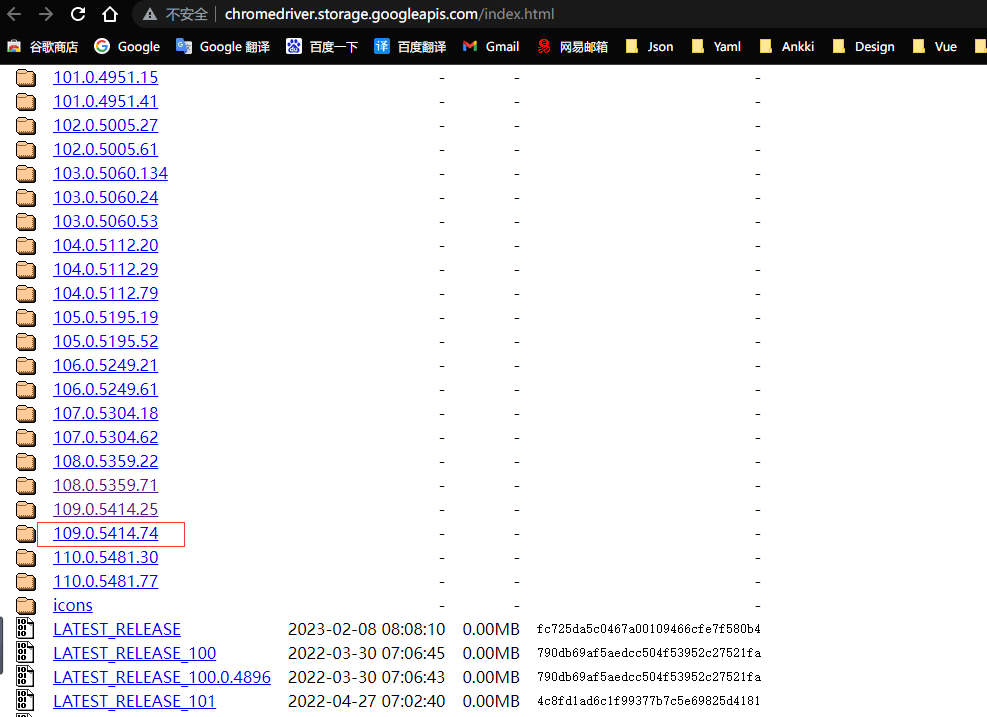 不安全 chromedriver.storage.googleapis.com/index.html
谷歌商店 Google Google 翻译 百度一下 译 百度翻译 Gmail 网易邮箱 Json Yaml Ankki Design Vue
101.0.4951.15 - - -
101.0.4951.41 - - -
102.0.5005.27 - - -
102.0.5005.61 - - -
103.0.5060.134 - - -
103.0.5060.24 - - -
103.0.5060.53 - - -
104.0.5112.20 - - -
104.0.5112.29 - - -
104.0.5112.79 - - -
105.0.5195.19 - - -
105.0.5195.52 - - -
106.0.5249.21 - - -
106.0.5249.61 - - -
107.0.5304.18 - - -
107.0.5304.62 - - -
108.0.5359.22 - - -
108.0.5359.71 - - -
109.0.5414.25 - - -
109.0.5414.74 - - -
110.0.5481.30 - - -
110.0.5481.77 - - -
icons - - -
LATEST_RELEASE 2023-02-08 08:08:10 0.00MB fc725da5c0467a00109466cfe7f580b4
LATEST_RELEASE_100 2022-03-30 07:06:45 0.00MB 790db69af5aedcc504f53952c27521fa
LATEST_RELEASE_100.0.4896 2022-03-30 07:06:43 0.00MB 790db69af5aedcc504f53952c27521fa
LATEST_RELEASE_101 2022-04-27 07:02:40 0.00MB 4c8fd1ad6c1f99377b7c5e69825d4181